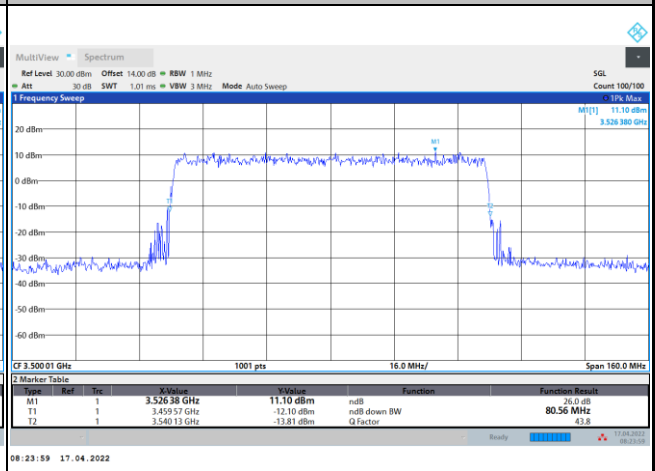 MultiView Spectrum
Ref Level 30.00 dBm Offset 14.00 dB RBW 1 MHz SGL
Att 30 dB SWT 1.01 ms VBW 3 MHz Mode Auto Sweep Count 100/100
1 Frequency Sweep 1Pk Max
M1[1] 11.10 dBm
3.526 380 GHz
20 dBm
M1
10 dBm
0 dBm
T1
-10 dBm
T2
-20 dBm
-30 dBm
-40 dBm
-50 dBm
-60 dBm
CF 3.500 01 GHz 1001 pts 16.0 MHz/ Span 160.0 MHz
2 Marker Table
Type Ref Trc X-Value Y-Value Function Function Result
M1 1 3.526 38 GHz 11.10 dBm ndB 26.0 dB
T1 1 3.459 57 GHz -12.10 dBm ndB down BW 80.56 MHz
T2 1 3.540 13 GHz -13.81 dBm Q Factor 43.8
Ready 17.04.2022
08:23:59
08:23:59 17.04.2022